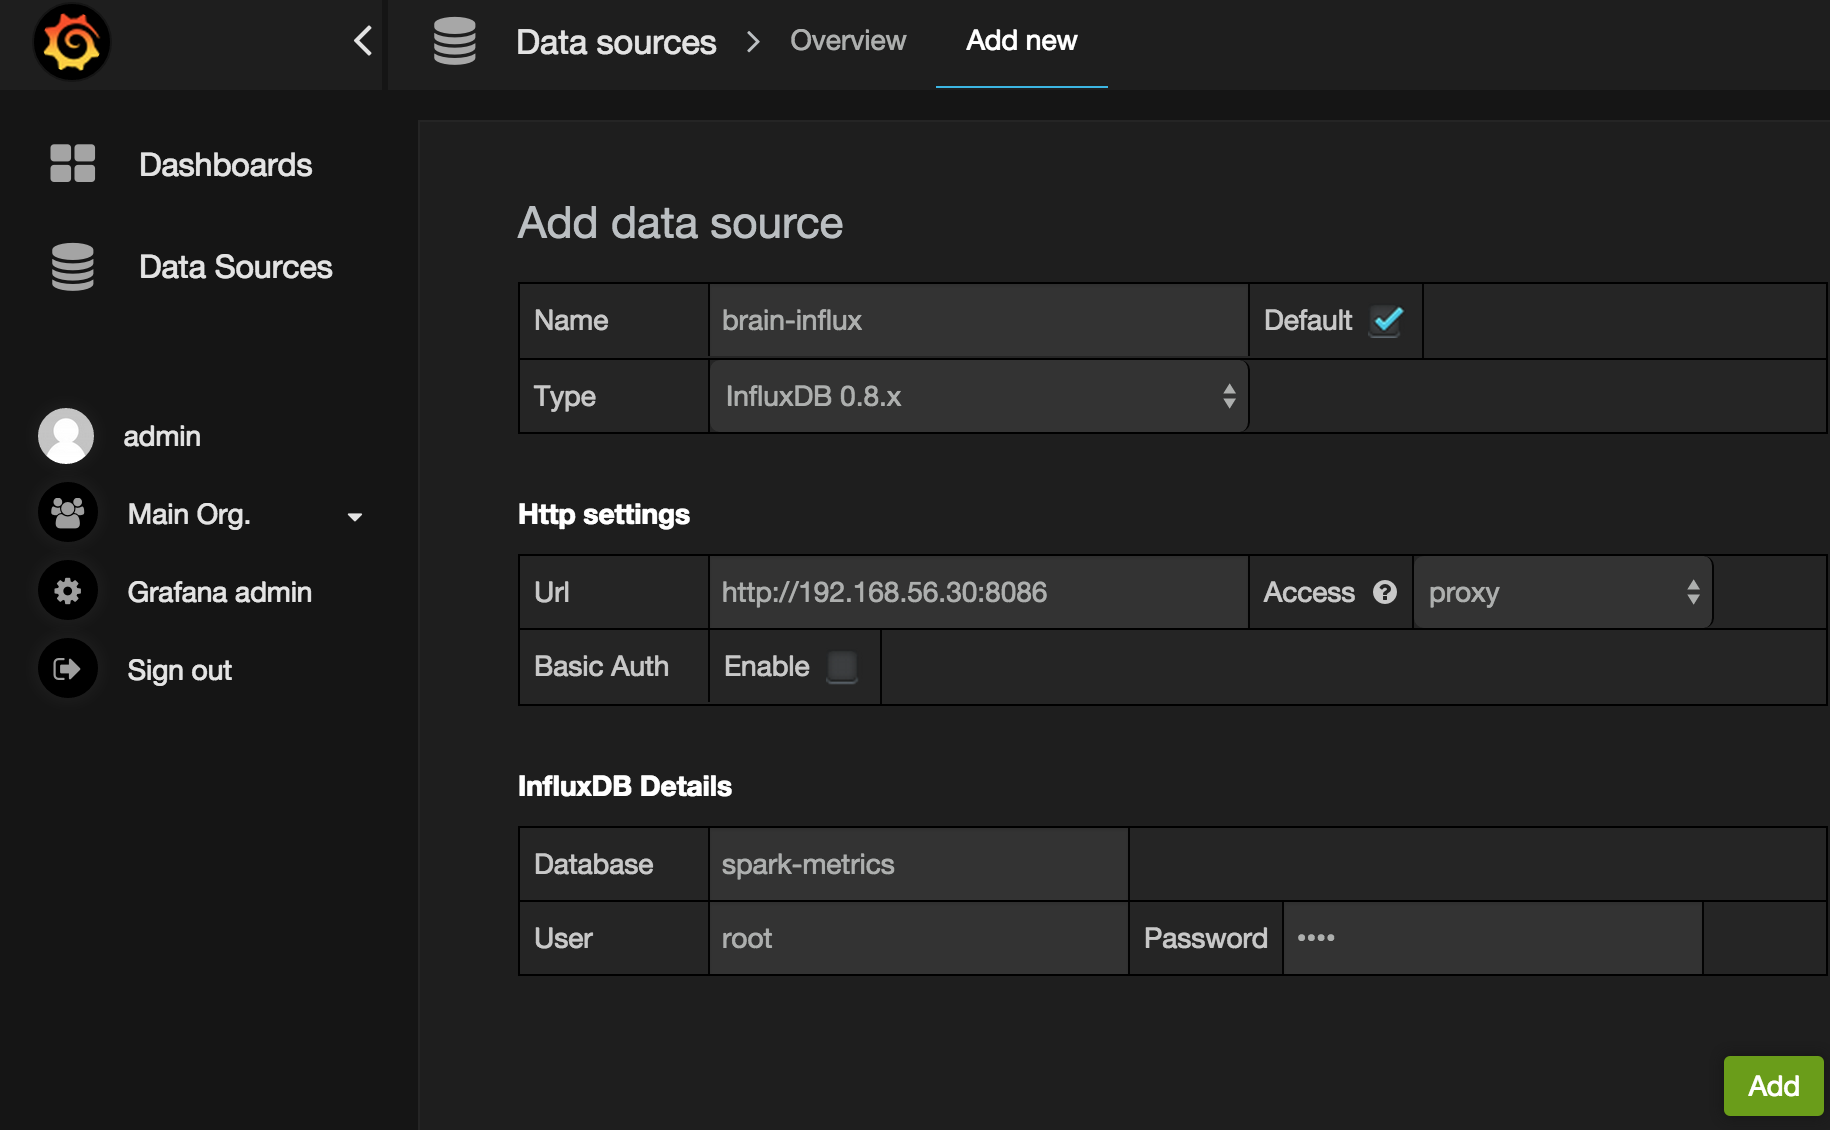 Data sources
Overview
Add new
Dashboards
Data Sources
admin
Main Org.
Grafana admin
Sign out
Add data source
Name brain-influx Default
Type InfluxDB 0.8.x
Http settings
Url http://192.168.56.30:8086 Access ? proxy
Basic Auth Enable
InfluxDB Details
Database spark-metrics
User root Password ••••
Add